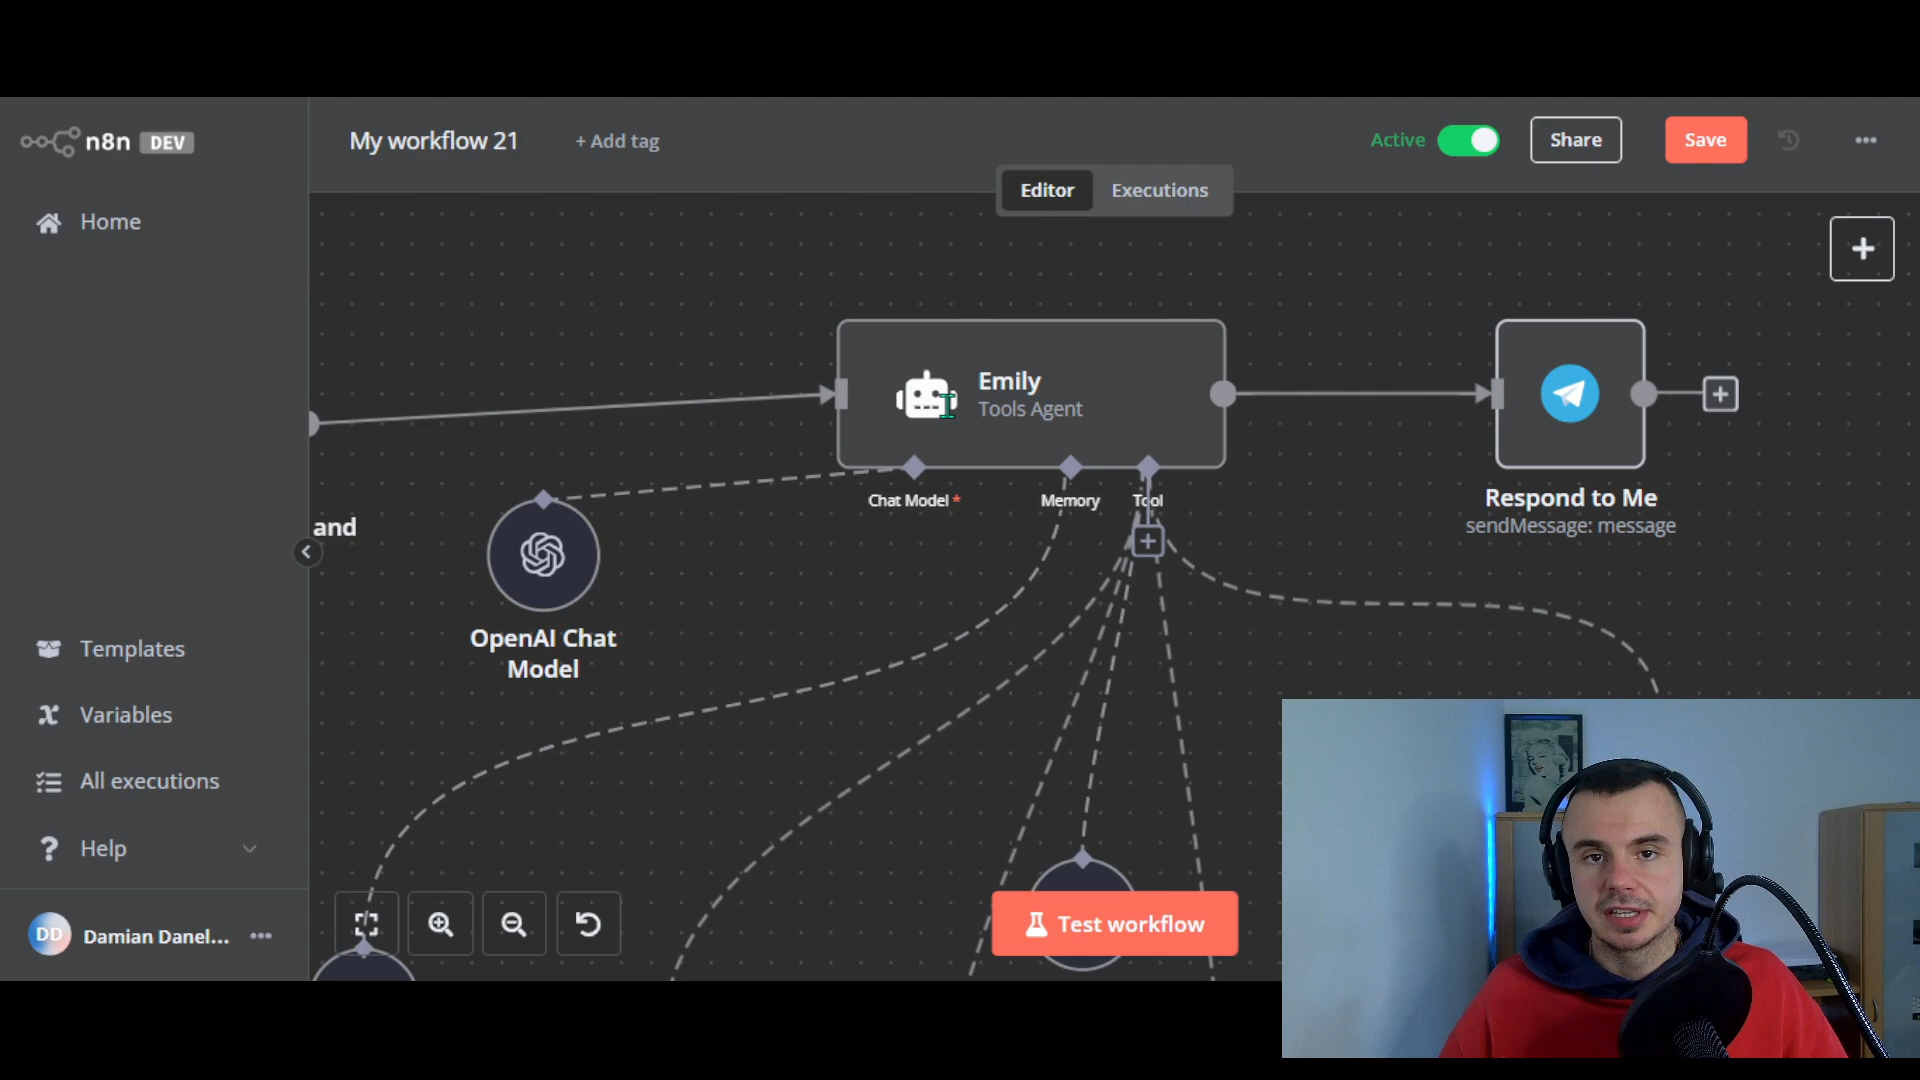 n8n DEV
My workflow 21
+ Add tag
Active
Share
Save
Editor
Executions
Home
Emily
Tools Agent
Chat Model *
Memory
Tool
and
OpenAI Chat
Model
Respond to Me
sendMessage: message
Templates
Variables
All executions
Help
DD
Damian Danel...
Test workflow